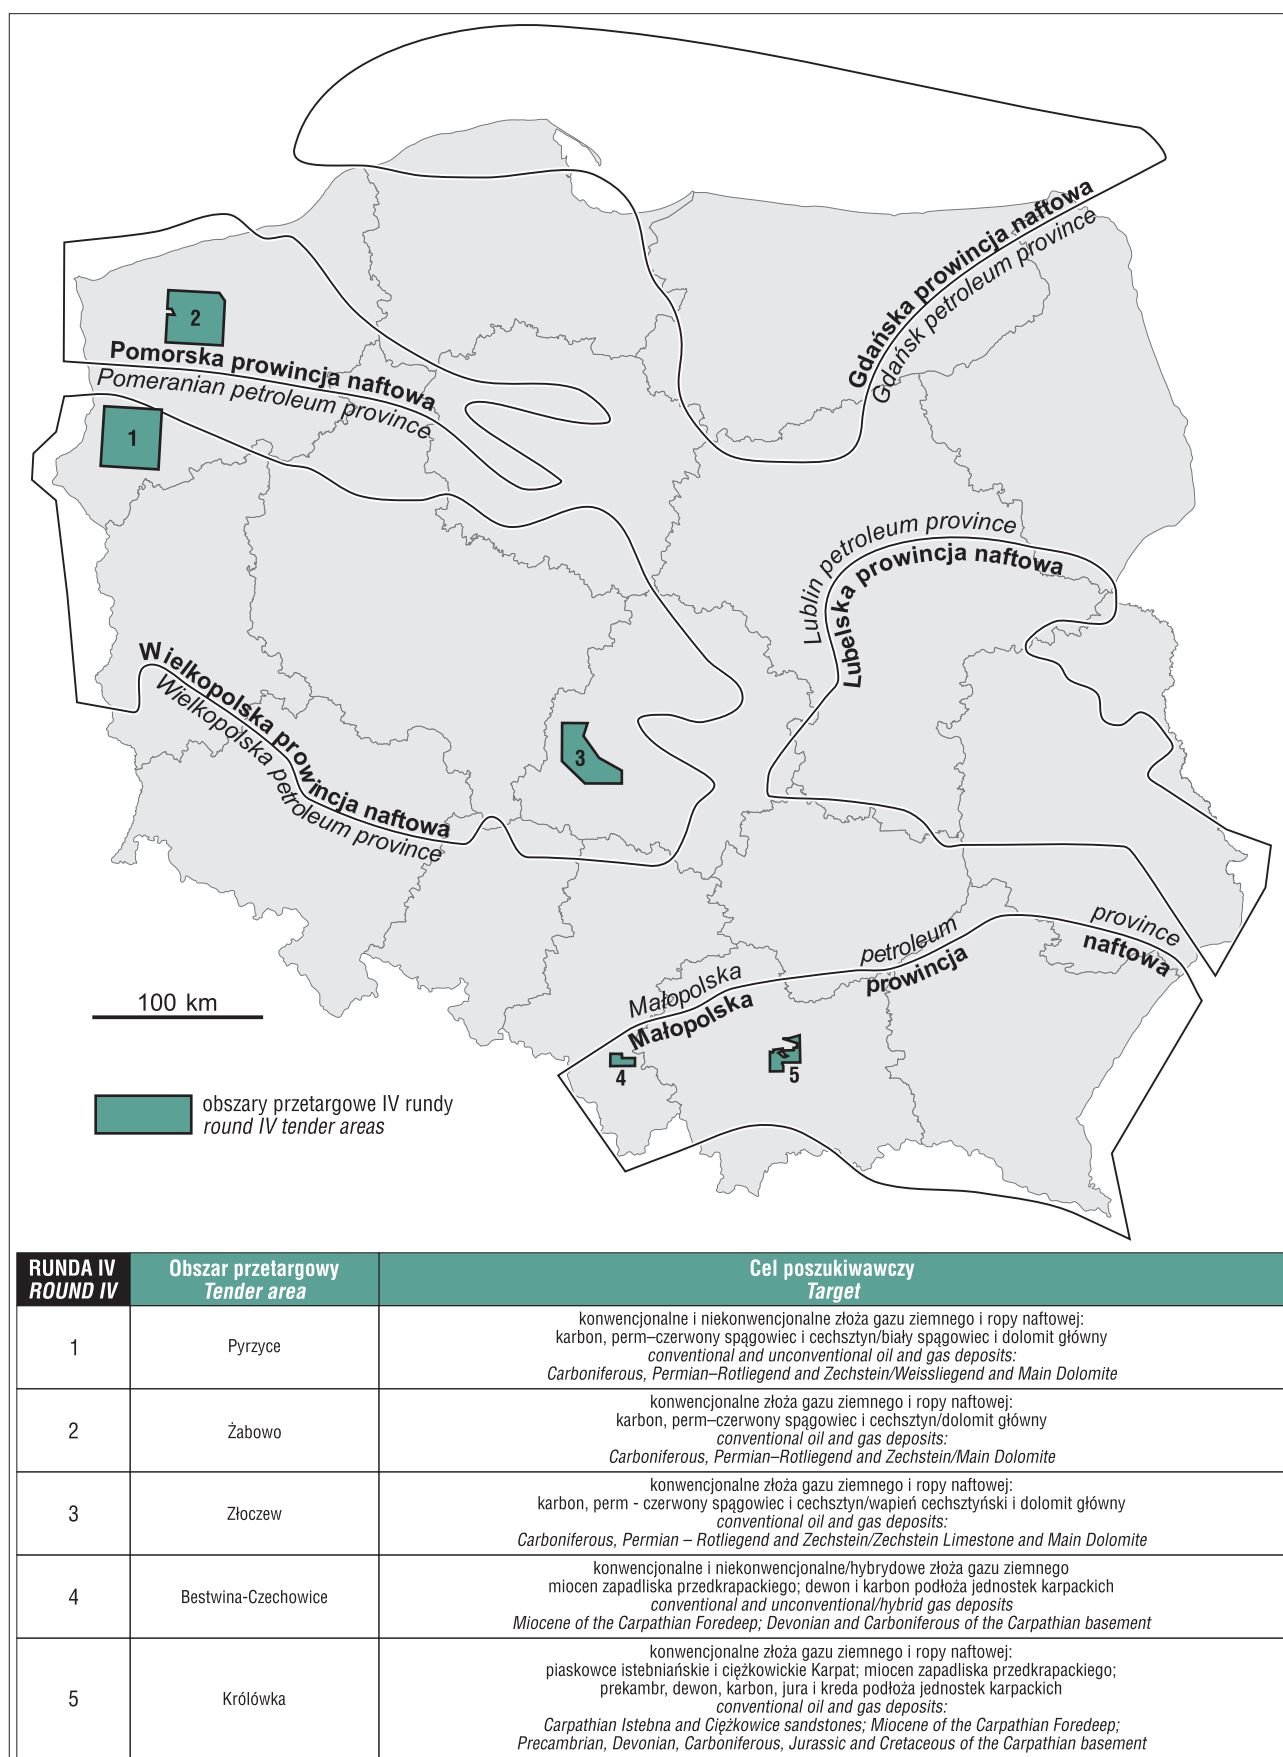 Gdańska prowincja naftowa
Gdańsk petroleum province
2
Pomorska prowincja naftowa
Pomeranian petroleum province
1
Lublin petroleum province
Lubelska prowincja naftowa
Wielkopolska prowincja naftowa
Wielkopolska petroleum province
3
Małopolska petroleum province
Małopolska prowincja naftowa
100 km
4
5
obszary przetargowe IV rundy
round IV tender areas
RUNDA IV
ROUND IV
Obszar przetargowy
Tender area
Cel poszukiwawczy
Target
1
Pyrzyce
konwencjonalne i niekonwencjonalne złoża gazu ziemnego i ropy naftowej:
karbon, perm–czerwony spągowiec i cechsztyn/biały spągowiec i dolomit główny
conventional and unconventional oil and gas deposits:
Carboniferous, Permian–Rotliegend and Zechstein/Weissliegend and Main Dolomite
2
Żabowo
konwencjonalne złoża gazu ziemnego i ropy naftowej:
karbon, perm–czerwony spągowiec i cechsztyn/dolomit główny
conventional oil and gas deposits:
Carboniferous, Permian–Rotliegend and Zechstein/Main Dolomite
3
Złoczew
konwencjonalne złoża gazu ziemnego i ropy naftowej:
karbon, perm - czerwony spągowiec i cechsztyn/wapień cechsztyński i dolomit główny
conventional oil and gas deposits:
Carboniferous, Permian – Rotliegend and Zechstein/Zechstein Limestone and Main Dolomite
4
Bestwina-Czechowice
konwencjonalne i niekonwencjonalne/hybrydowe złoża gazu ziemnego
miocen zapadliska przedkrapackiego; dewon i karbon podłoża jednostek karpackich
conventional and unconventional/hybrid gas deposits
Miocene of the Carpathian Foredeep; Devonian and Carboniferous of the Carpathian basement
5
Królówka
konwencjonalne złoża gazu ziemnego i ropy naftowej:
piaskowce istebniańskie i ciężkowickie Karpat; miocen zapadliska przedkrapackiego;
prekambr, dewon, karbon, jura i kreda podłoża jednostek karpackich
conventional oil and gas deposits:
Carpathian Istebna and Ciężkowice sandstones; Miocene of the Carpathian Foredeep;
Precambrian, Devonian, Carboniferous, Jurassic and Cretaceous of the Carpathian basement